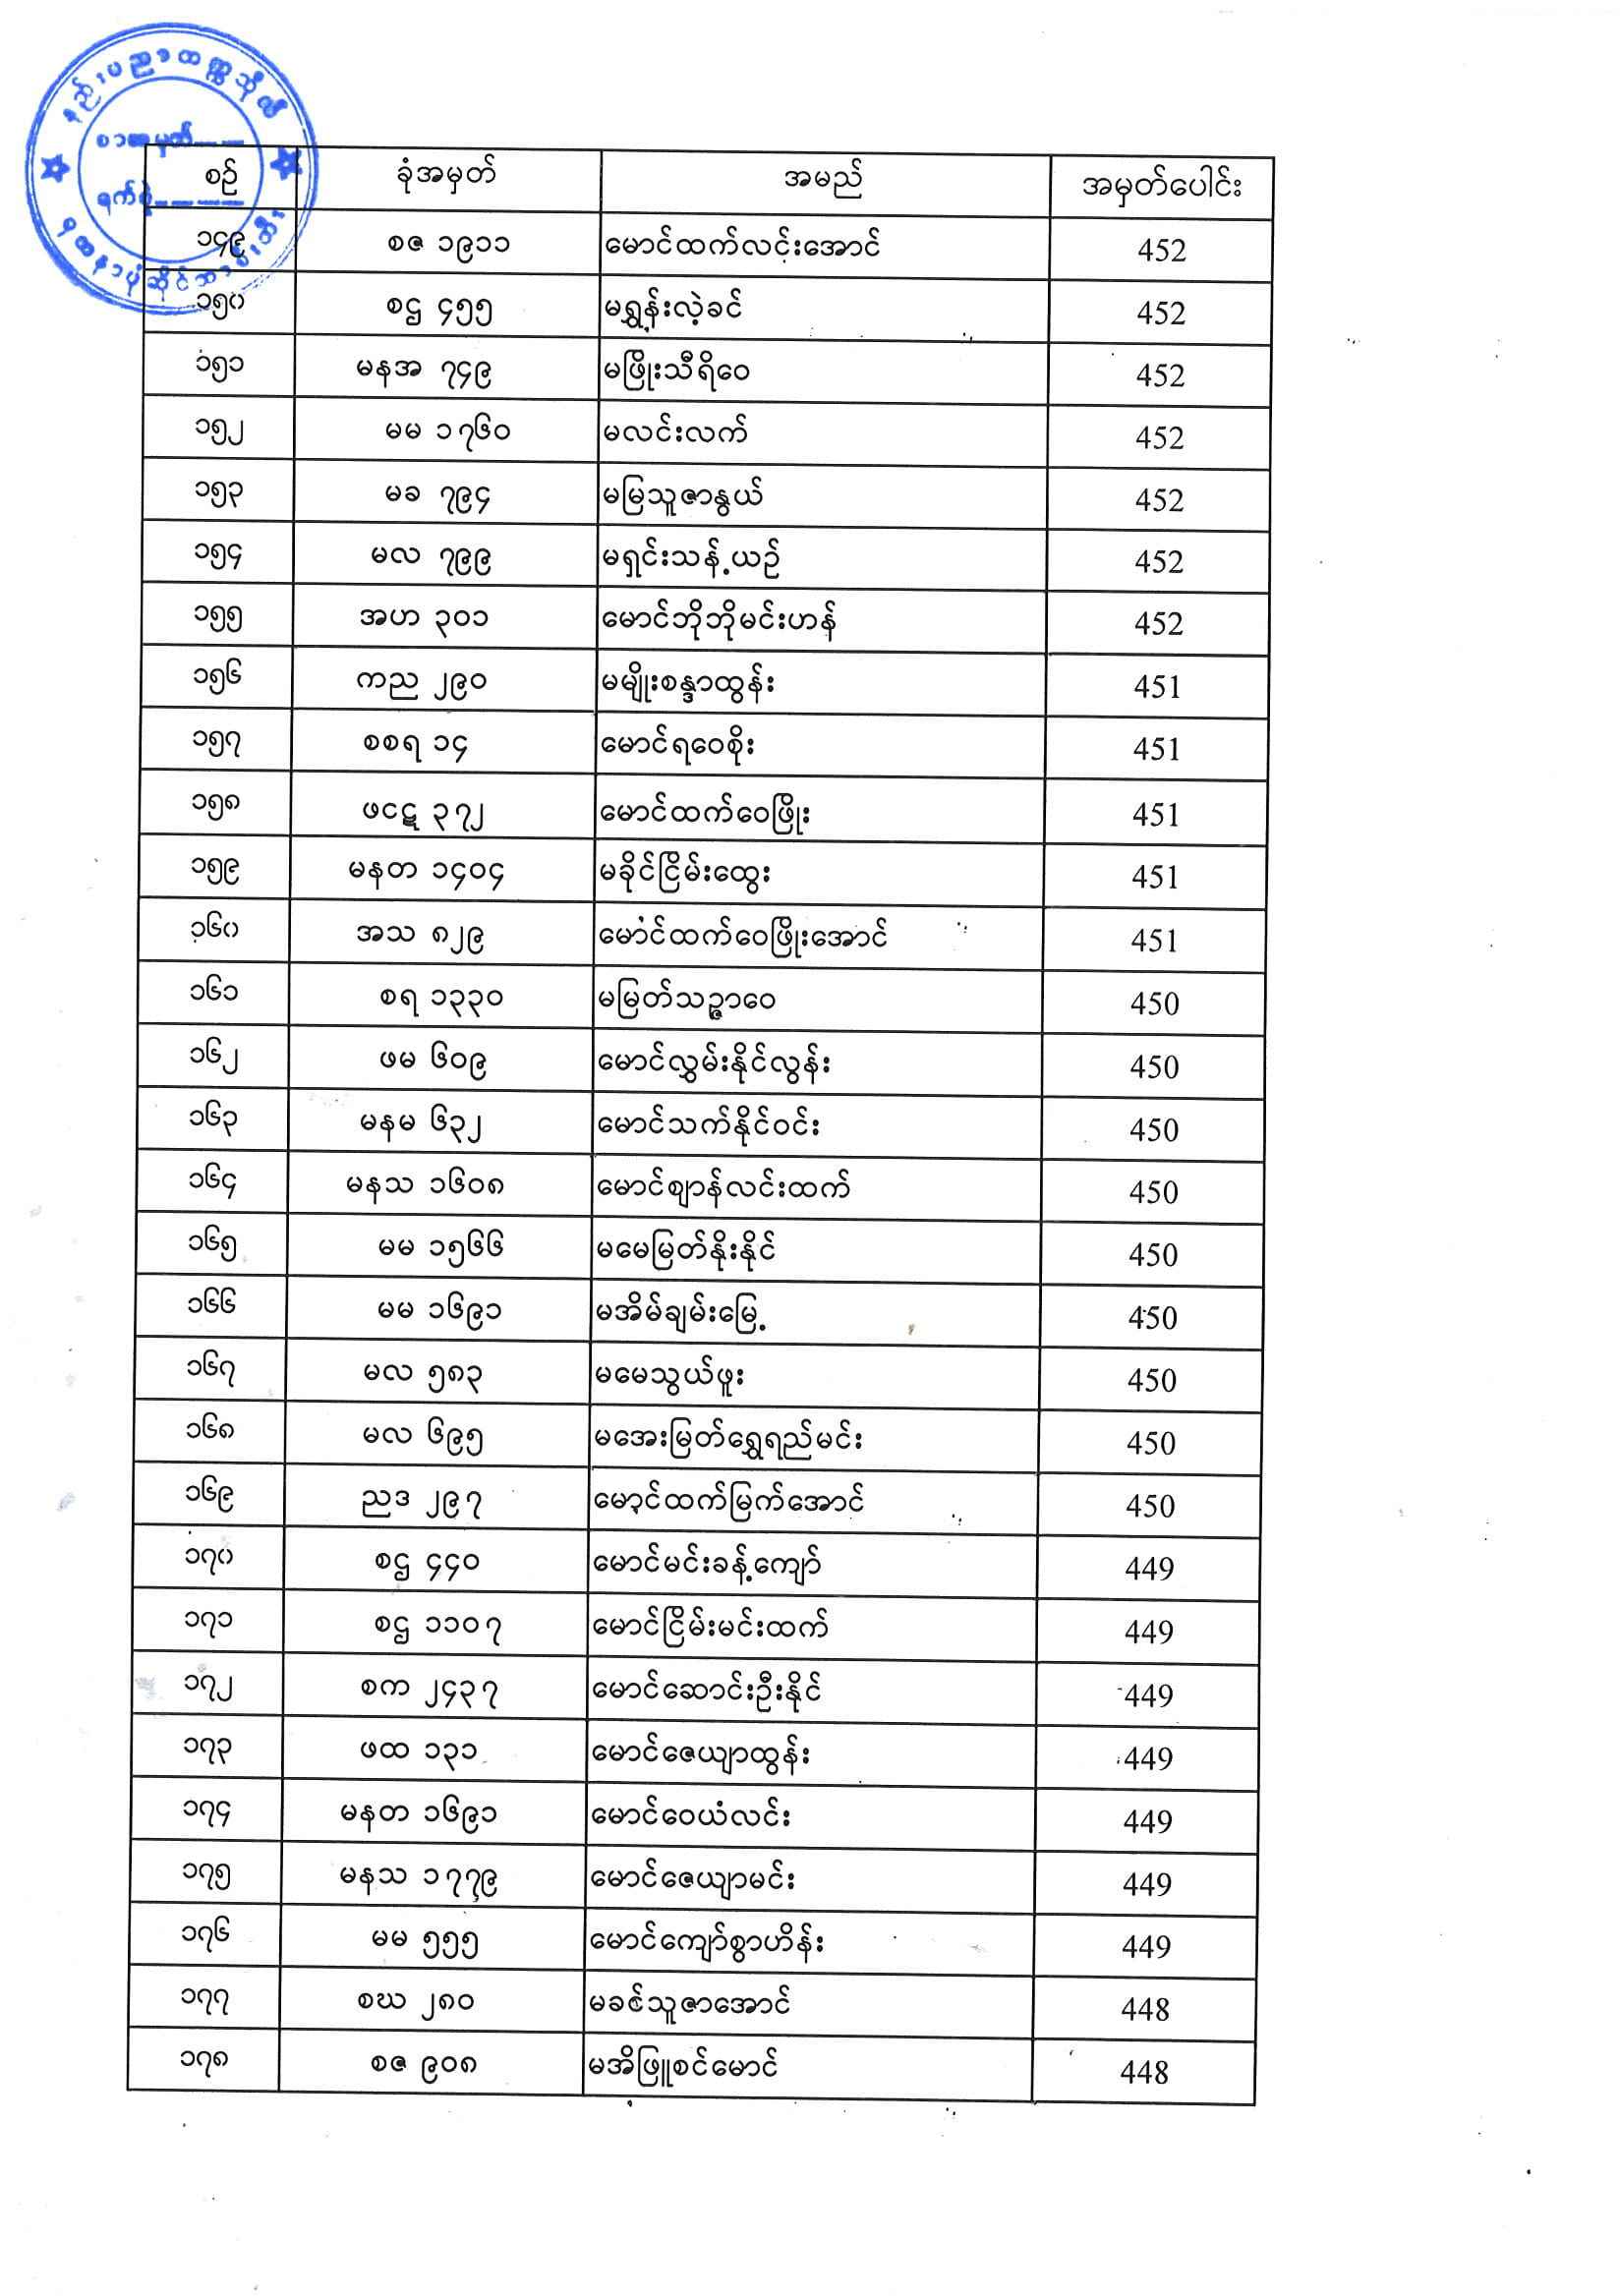 နည်းပညာတက္ကသိုလ်
စာအမှတ်
ရက်စွဲ
စဉ် ခုံအမှတ် အမည် အမှတ်ပေါင်း
၁၄၉ စဇ ၁၉၁၁ မောင်ထက်လင်းအောင် 452
၁၅၀ စဌ ၄၅၅ မရွှန်းလဲ့ခင် 452
၁၅၁ မနအ ၇၄၉ မဖြိုးသီရိဝေ 452
၁၅၂ မမ ၁၇၆၀ မလင်းလက် 452
၁၅၃ မခ ၇၉၄ မမြသူဇာနွယ် 452
၁၅၄ မလ ၇၉၉ မရှင်းသန့်ယဉ် 452
၁၅၅ အဟ ၃၀၁ မောင်ဘိုဘိုမင်းဟန် 452
၁၅၆ ကည ၂၉၀ မမျိုးစန္ဒာထွန်း 451
၁၅၇ စစရ ၁၄ မောင်ရဝေစိုး 451
၁၅၈ ဖငဋ ၃၇၂ မောင်ထက်ဝေဖြိုး 451
၁၅၉ မနတ ၁၄၀၄ မခိုင်ငြိမ်းထွေး 451
၁၆၀ အသ ၈၂၉ မောင်ထက်ဝေဖြိုးအောင် 451
၁၆၁ စရ ၁၃၃၀ မမြတ်သဉ္ဇာဝေ 450
၁၆၂ ဖမ ၆၀၉ မောင်လွှမ်းနိုင်လွန်း 450
၁၆၃ မနမ ၆၃၂ မောင်သက်နိုင်ဝင်း 450
၁၆၄ မနသ ၁၆၀၈ မောင်ဈာန်လင်းထက် 450
၁၆၅ မမ ၁၅၆၆ မမေမြတ်နိုးနိုင် 450
၁၆၆ မမ ၁၆၉၁ မအိမ်ချမ်းမြေ့ 450
၁၆၇ မလ ၅၈၃ မမေသွယ်ဖူး 450
၁၆၈ မလ ၆၉၅ မအေးမြတ်ရွှေရည်မင်း 450
၁၆၉ ညဒ ၂၉၇ မောင်ထက်မြက်အောင် 450
၁၇၀ စဌ ၄၄၀ မောင်မင်းခန့်ကျော် 449
၁၇၁ စဌ ၁၁၀၇ မောင်ငြိမ်းမင်းထက် 449
၁၇၂ စက ၂၄၃၇ မောင်ဆောင်းဦးနိုင် 449
၁၇၃ ဖထ ၁၃၁ မောင်ဇေယျာထွန်း 449
၁၇၄ မနတ ၁၆၉၁ မောင်ဝေယံလင်း 449
၁၇၅ မနသ ၁၇၇၉ မောင်ဇေယျာမင်း 449
၁၇၆ မမ ၅၅၅ မောင်ကျော်စွာဟိန်း 449
၁၇၇ စဃ ၂၈၀ မခင်သူဇာအောင် 448
၁၇၈ စဇ ၉၀၈ မအိဖြူစင်မောင် 448